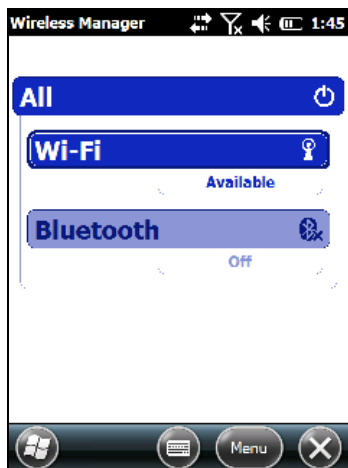 Wireless Manager 1:45
All
Wi-Fi
Available
Bluetooth
Off
Menu